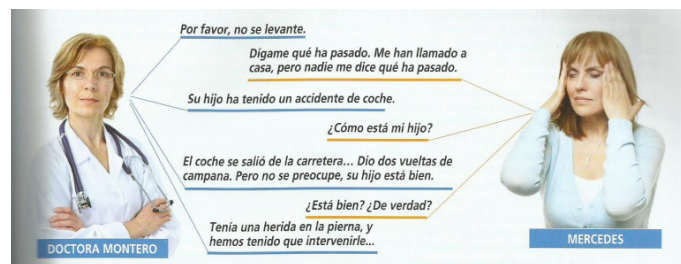 Por favor, no se levante.
Dígame qué ha pasado. Me han llamado a
casa, pero nadie me dice qué ha pasado.
Su hijo ha tenido un accidente de coche.
¿Cómo está mi hijo?
El coche se salió de la carretera... Dio dos vueltas de
campana. Pero no se preocupe, su hijo está bien.
¿Está bien? ¿De verdad?
Tenía una herida en la pierna, y
hemos tenido que intervenirle...
DOCTORA MONTERO
MERCEDES